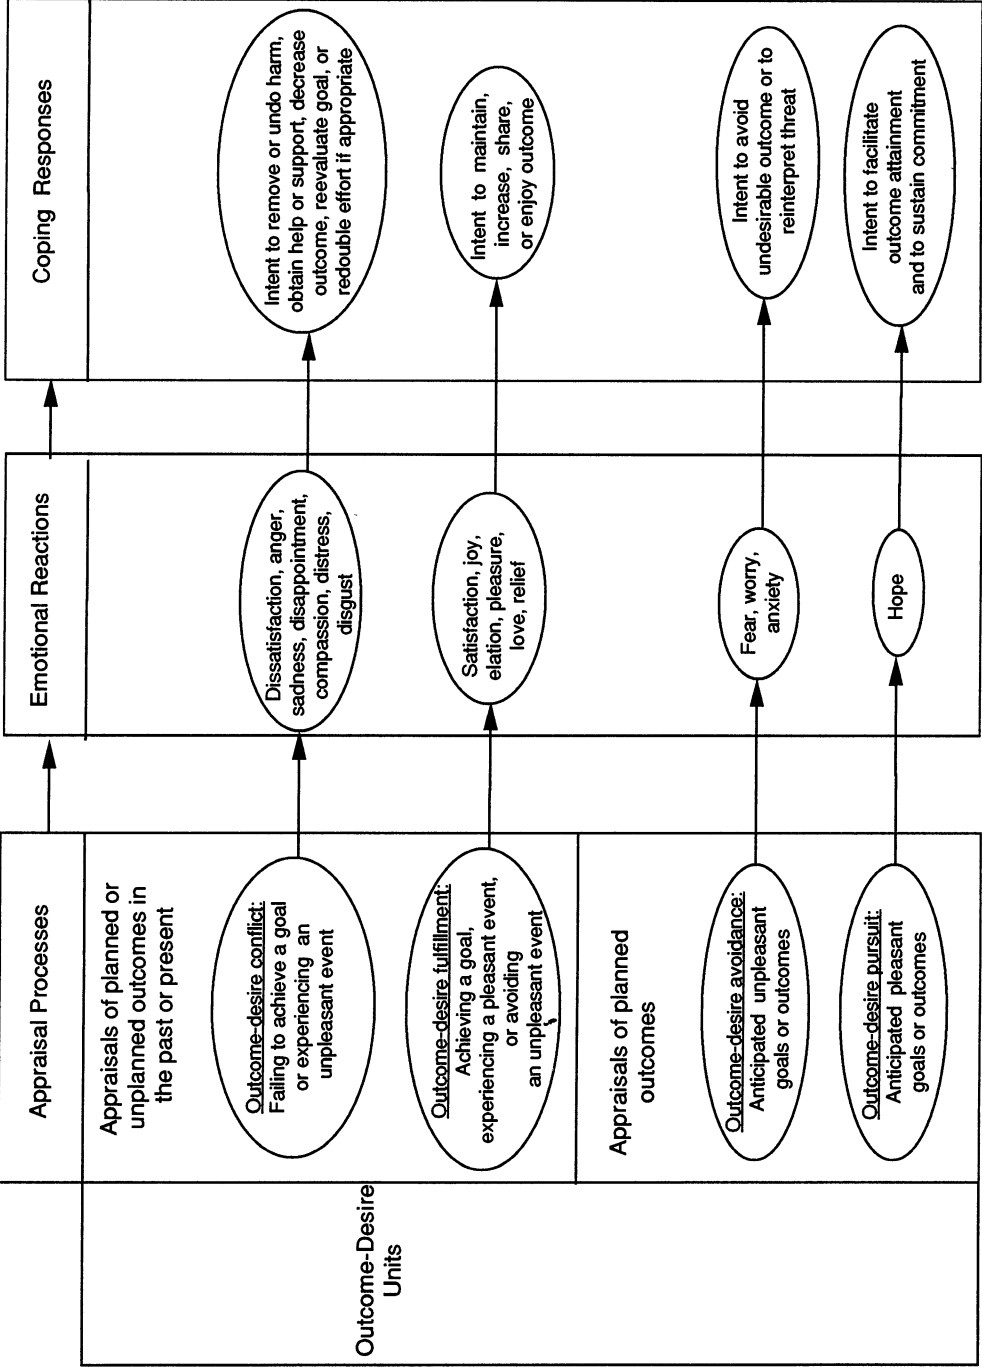 Appraisal Processes
Emotional Reactions
Coping Responses
Outcome-Desire
Units
Appraisals of planned or
unplanned outcomes in
the past or present
Outcome-desire conflict:
Failing to achieve a goal
or experiencing an
unpleasant event
Dissatisfaction, anger,
sadness, disappointment,
compassion, distress,
disgust
Intent to remove or undo harm,
obtain help or support, decrease
outcome, reevaluate goal, or
redouble effort if appropriate
Outcome-desire fulfillment:
Achieving a goal,
experiencing a pleasant event,
or avoiding
an unpleasant event
Satisfaction, joy,
elation, pleasure,
love, relief
Intent to maintain,
increase, share,
or enjoy outcome
Appraisals of planned
outcomes
Outcome-desire avoidance:
Anticipated unpleasant
goals or outcomes
Fear, worry,
anxiety
Intent to avoid
undesirable outcome or to
reinterpret threat
Outcome-desire pursuit:
Anticipated pleasant
goals or outcomes
Hope
Intent to facilitate
outcome attainment
and to sustain commitment